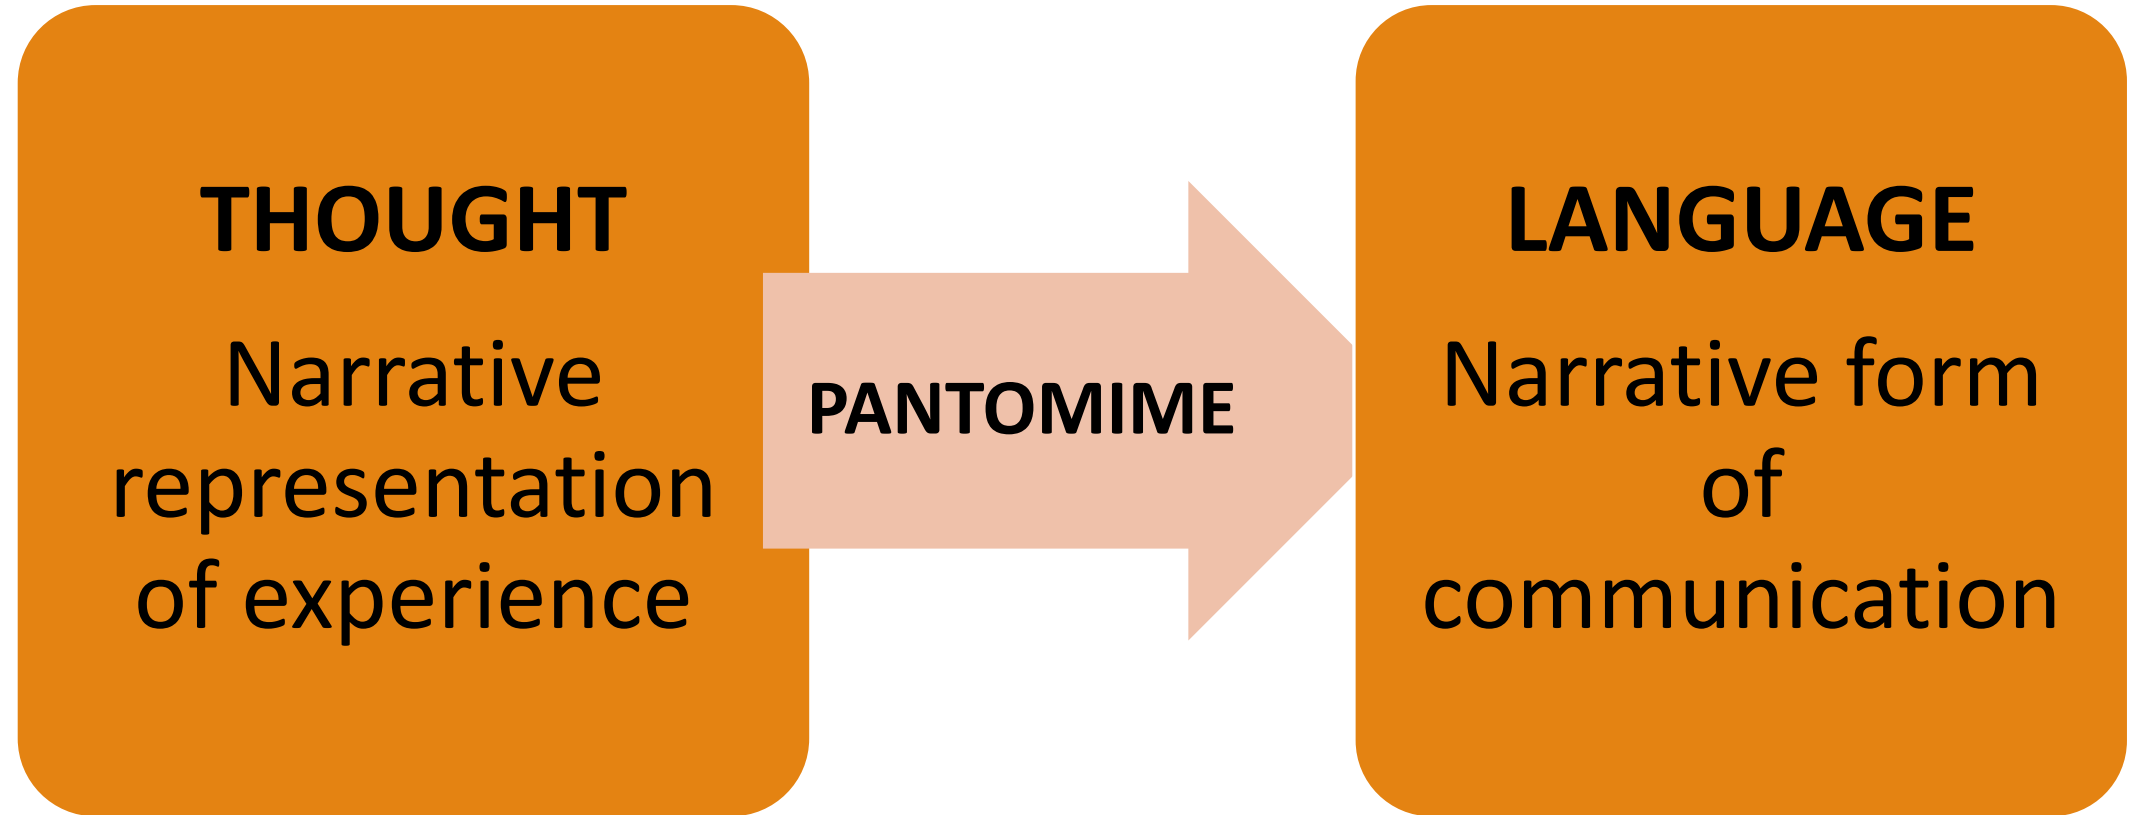 THOUGHT
Narrative
representation
of experience
PANTOMIME
LANGUAGE
Narrative form
of
communication